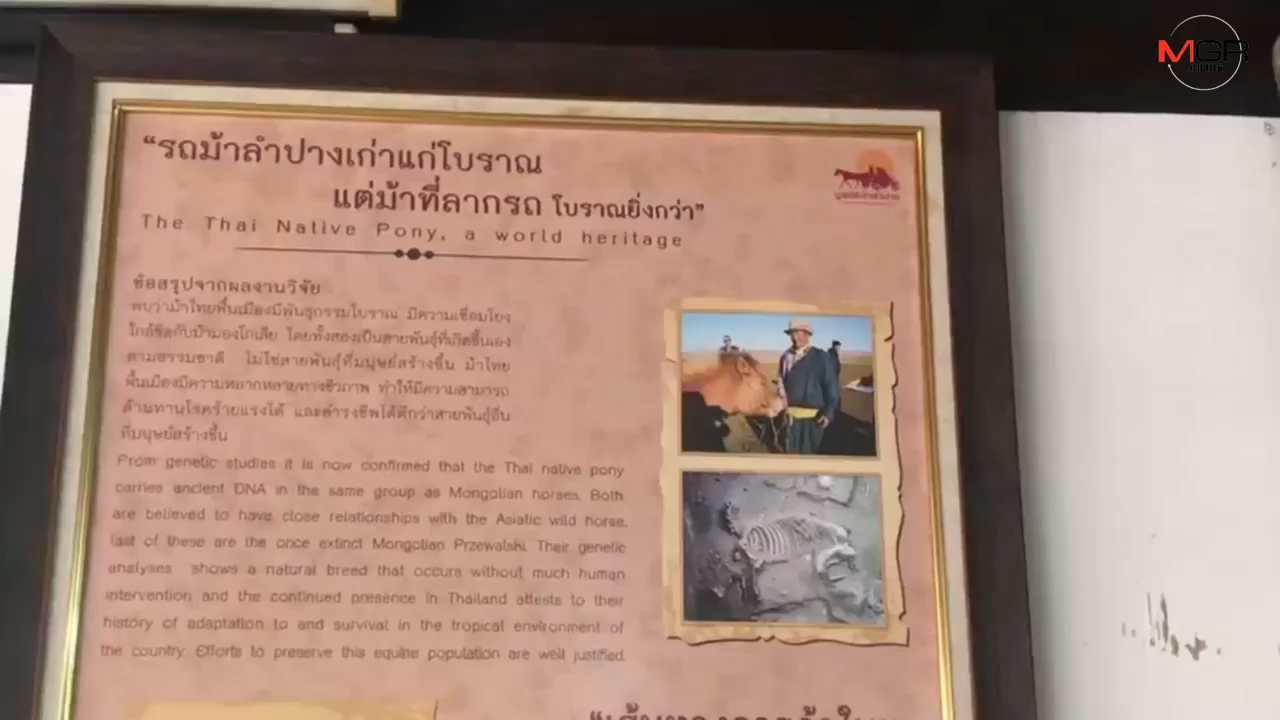 MGR
ONLINE
“รถม้าลำปางเก่าแก่โบราณ
แต่ม้าที่ลากรถ โบราณยิ่งกว่า”
The Thai Native Pony, a world heritage
ข้อสรุปจากผลงานวิจัย
พบว่าม้าไทยพื้นเมืองมีพันธุกรรมโบราณ มีความเชื่อมโยง
ใกล้ชิดกับม้ามองโกเลีย โดยทั้งสองเป็นสายพันธุ์ที่เกิดขึ้นเอง
ตามธรรมชาติ ไม่ใช่สายพันธุ์ที่มนุษย์สร้างขึ้น ม้าไทย
พื้นเมืองมีความหลากหลายทางชีวภาพ ทำให้มีความสามารถ
ต้านทานโรคร้ายแรงได้ และดำรงชีพได้ดีกว่าสายพันธุ์อื่น
ที่มนุษย์สร้างขึ้น
From genetic studies it is now confirmed that the Thai native pony
carries ancient DNA in the same group as Mongolian horses. Both
are believed to have close relationships with the Asiatic wild horse,
last of these are the once extinct Mongolian Przewalski. Their genetic
analyses shows a natural breed that occurs without much human
intervention and the continued presence in Thailand attests to their
history of adaptation to and survival in the tropical environment of
the country. Efforts to preserve this equine population are well justified.